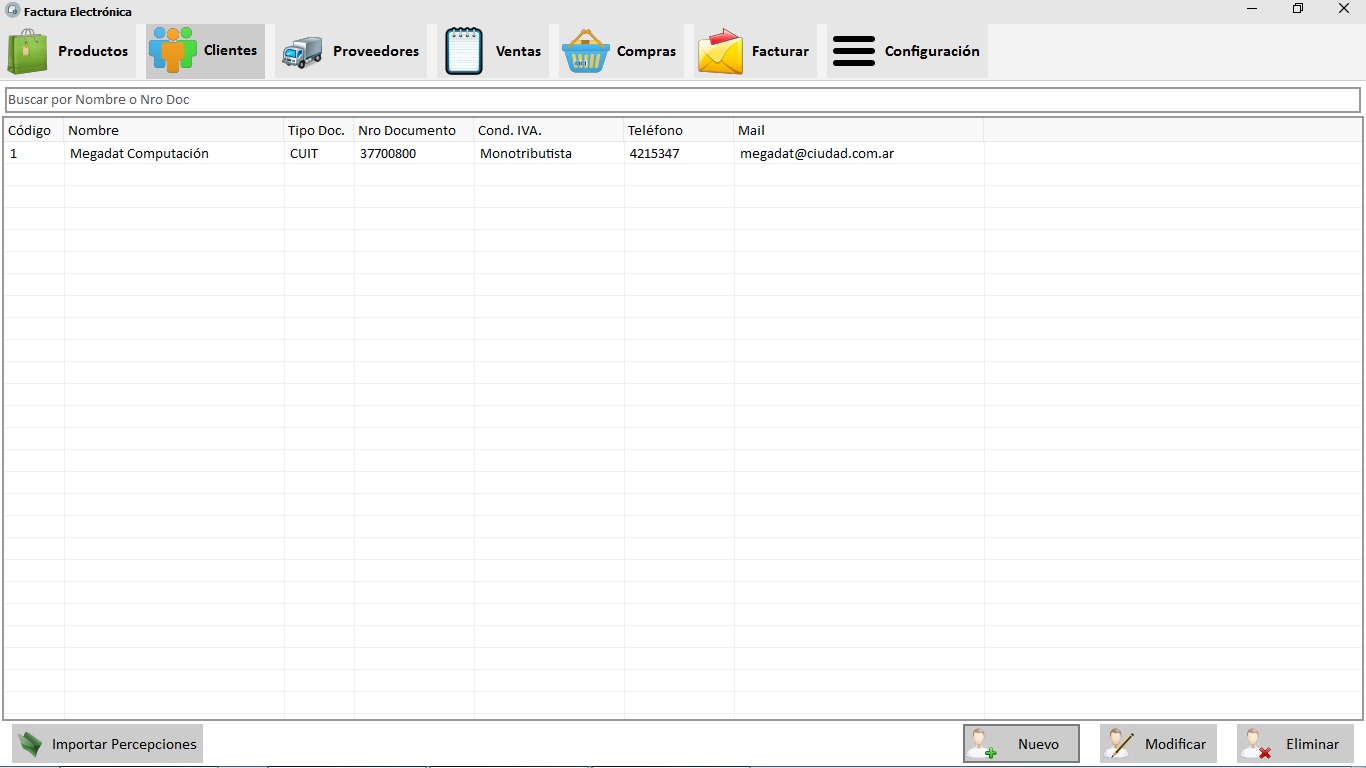 Factura Electrónica
Productos Clientes Proveedores Ventas Compras Facturar Configuración
Buscar por Nombre o Nro Doc
Código Nombre Tipo Doc. Nro Documento Cond. IVA. Teléfono Mail
1 Megadat Computación CUIT 37700800 Monotributista 4215347 megadat@ciudad.com.ar
Importar Percepciones Nuevo Modificar Eliminar